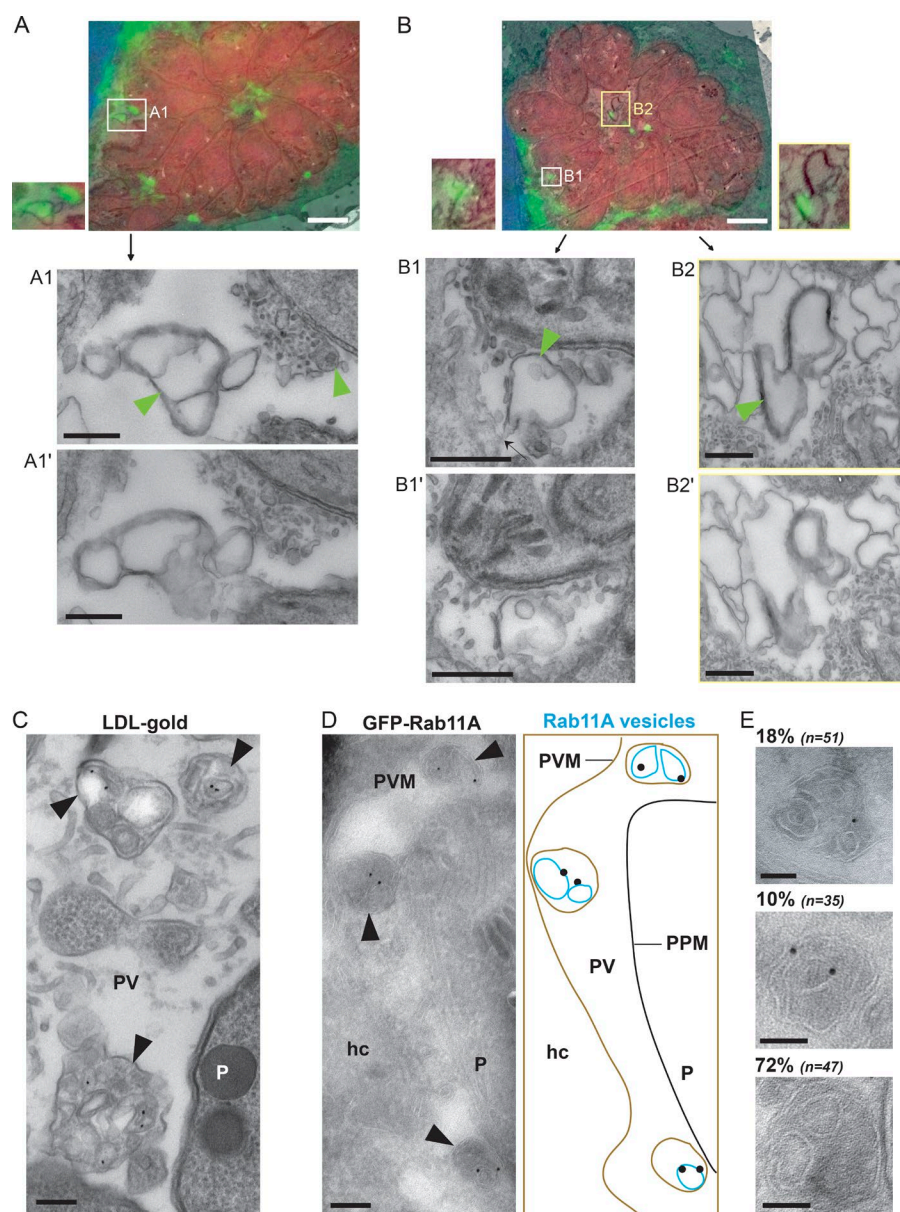 A
B
A1
B2
B1
A1
B1
B2
A1'
B1'
B2'
C
LDL-gold
D
GFP-Rab11A
Rab11A vesicles
E
PVM
PVM
18% (n=51)
PV
PV
PPM
10% (n=35)
hc
hc
P
P
P
72% (n=47)